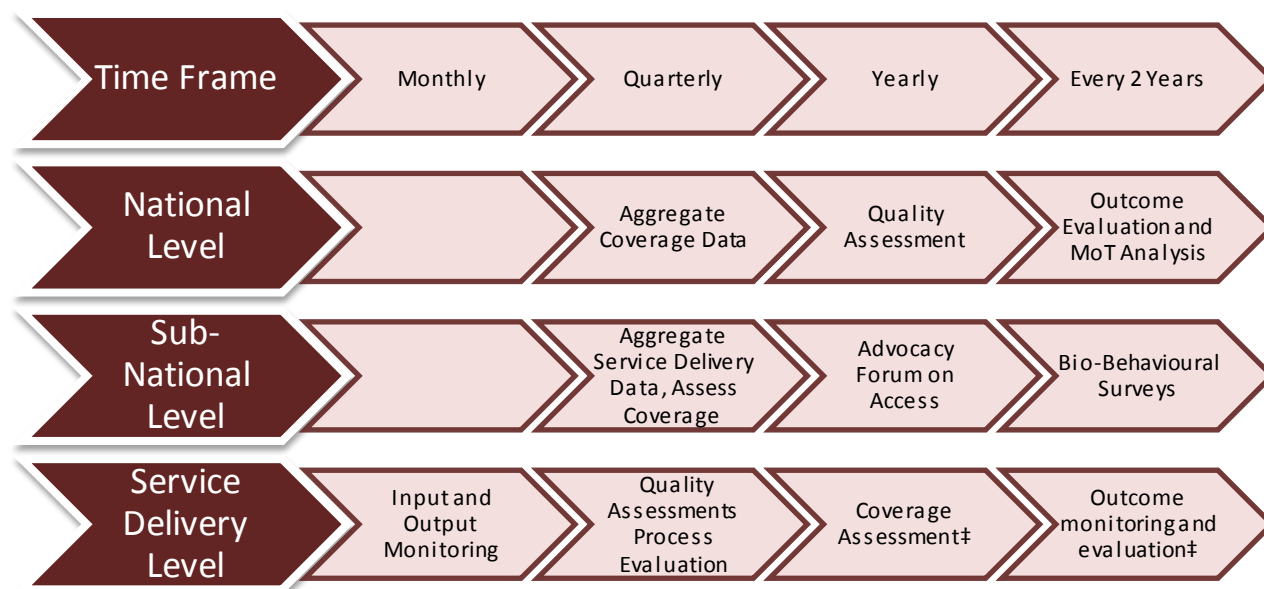 Time Frame
Monthly
Quarterly
Yearly
Every 2 Years
National
Level
Aggregate
Coverage Data
Quality
Assessment
Outcome
Evaluation and
MoT Analysis
Sub-
National
Level
Aggregate
Service Delivery
Data, Assess
Coverage
Advocacy
Forum on
Access
Bio-Behavioural
Surveys
Service
Delivery
Level
Input and
Output
Monitoring
Quality
Assessments
Process
Evaluation
Coverage
Assessment‡
Outcome
monitoring and
evaluation‡